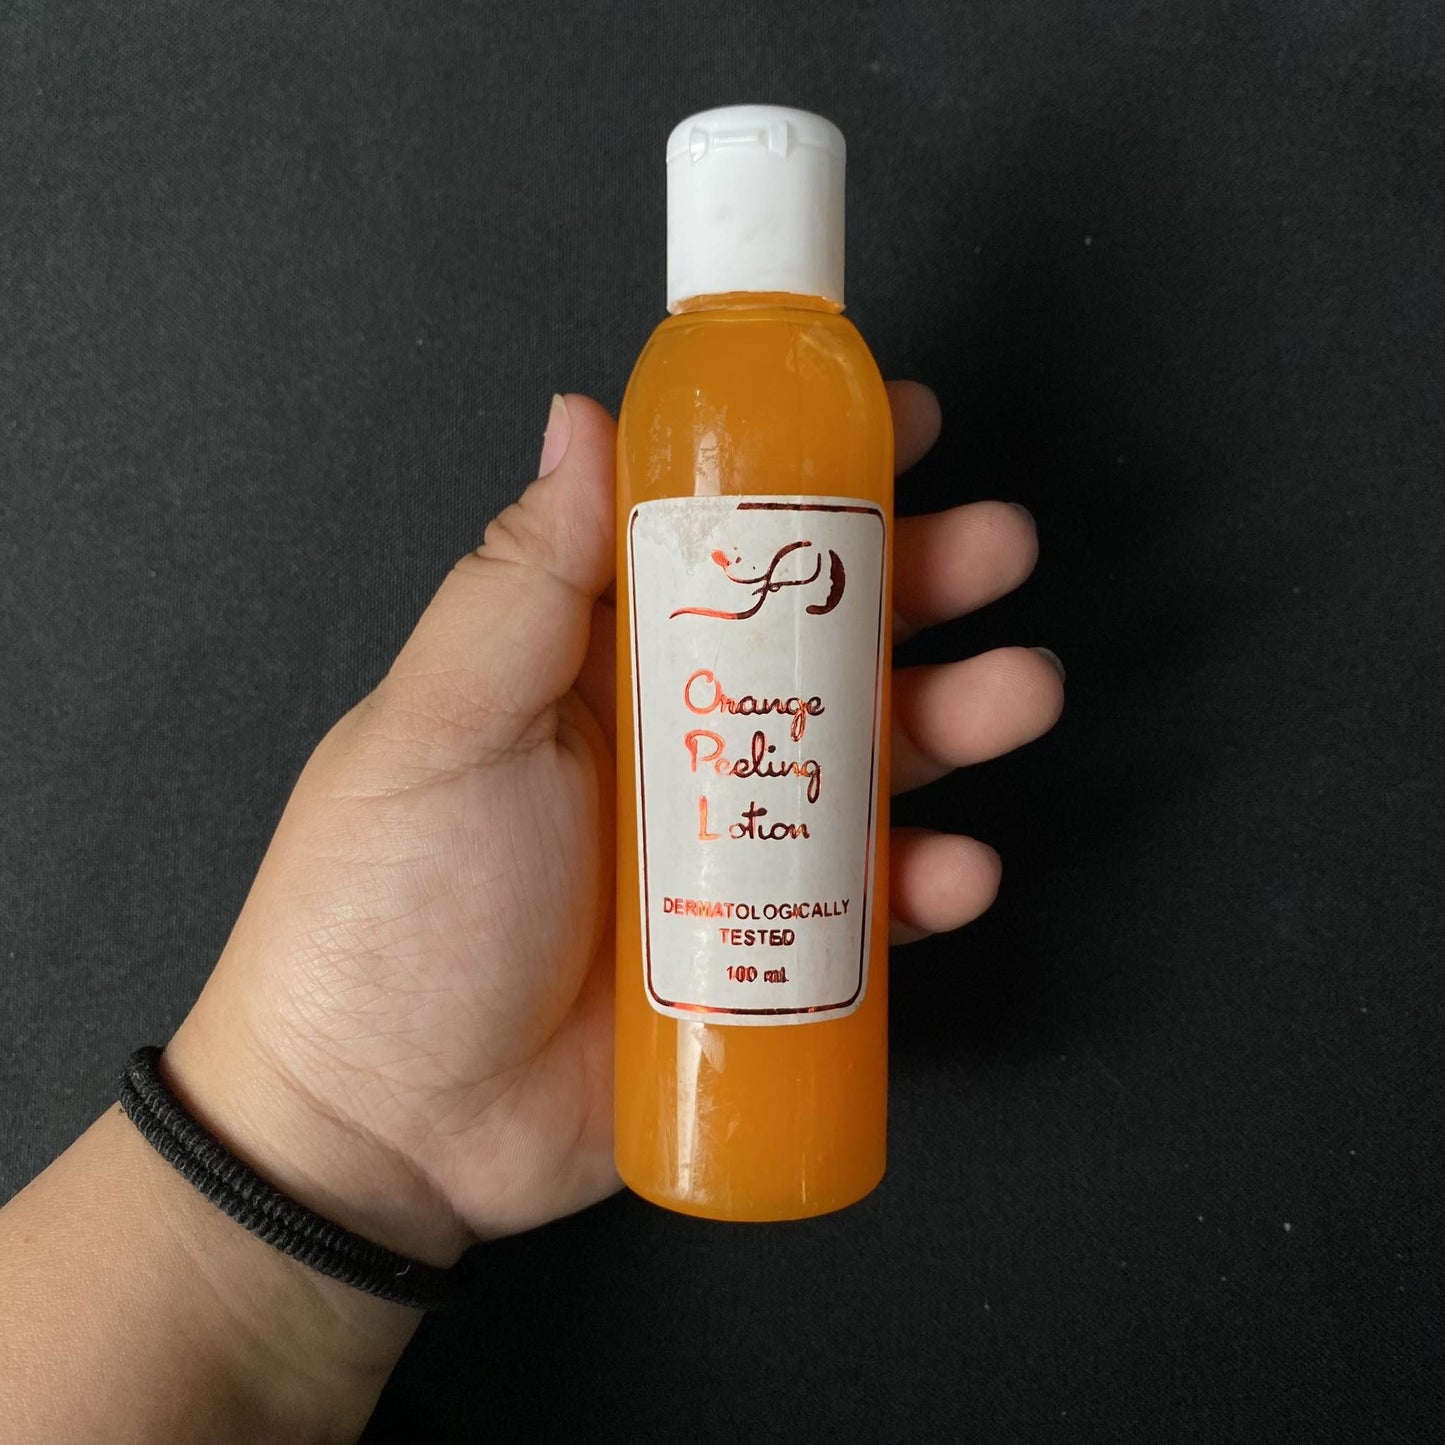 Orange
Peeling
Lotion
DERMATOLOGICALLY
TESTED
100 ml